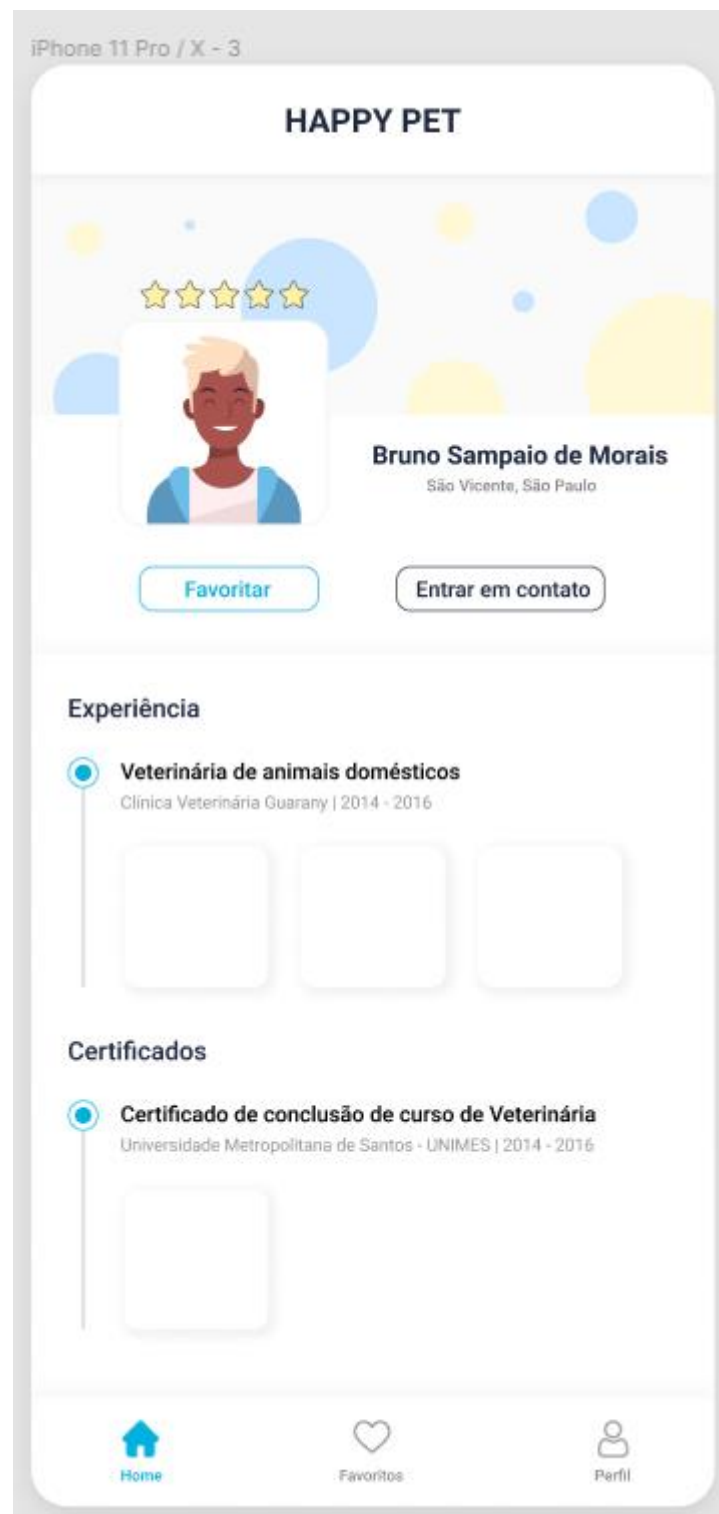 iPhone 11 Pro / X - 3
HAPPY PET
Bruno Sampaio de Morais
São Vicente, São Paulo
Favoritar
Entrar em contato
Experiência
Veterinária de animais domésticos
Clínica Veterinária Guarany | 2014 - 2016
Certificados
Certificado de conclusão de curso de Veterinária
Universidade Metropolitana de Santos - UNIMES | 2014 - 2016
Home
Favoritos
Perfil